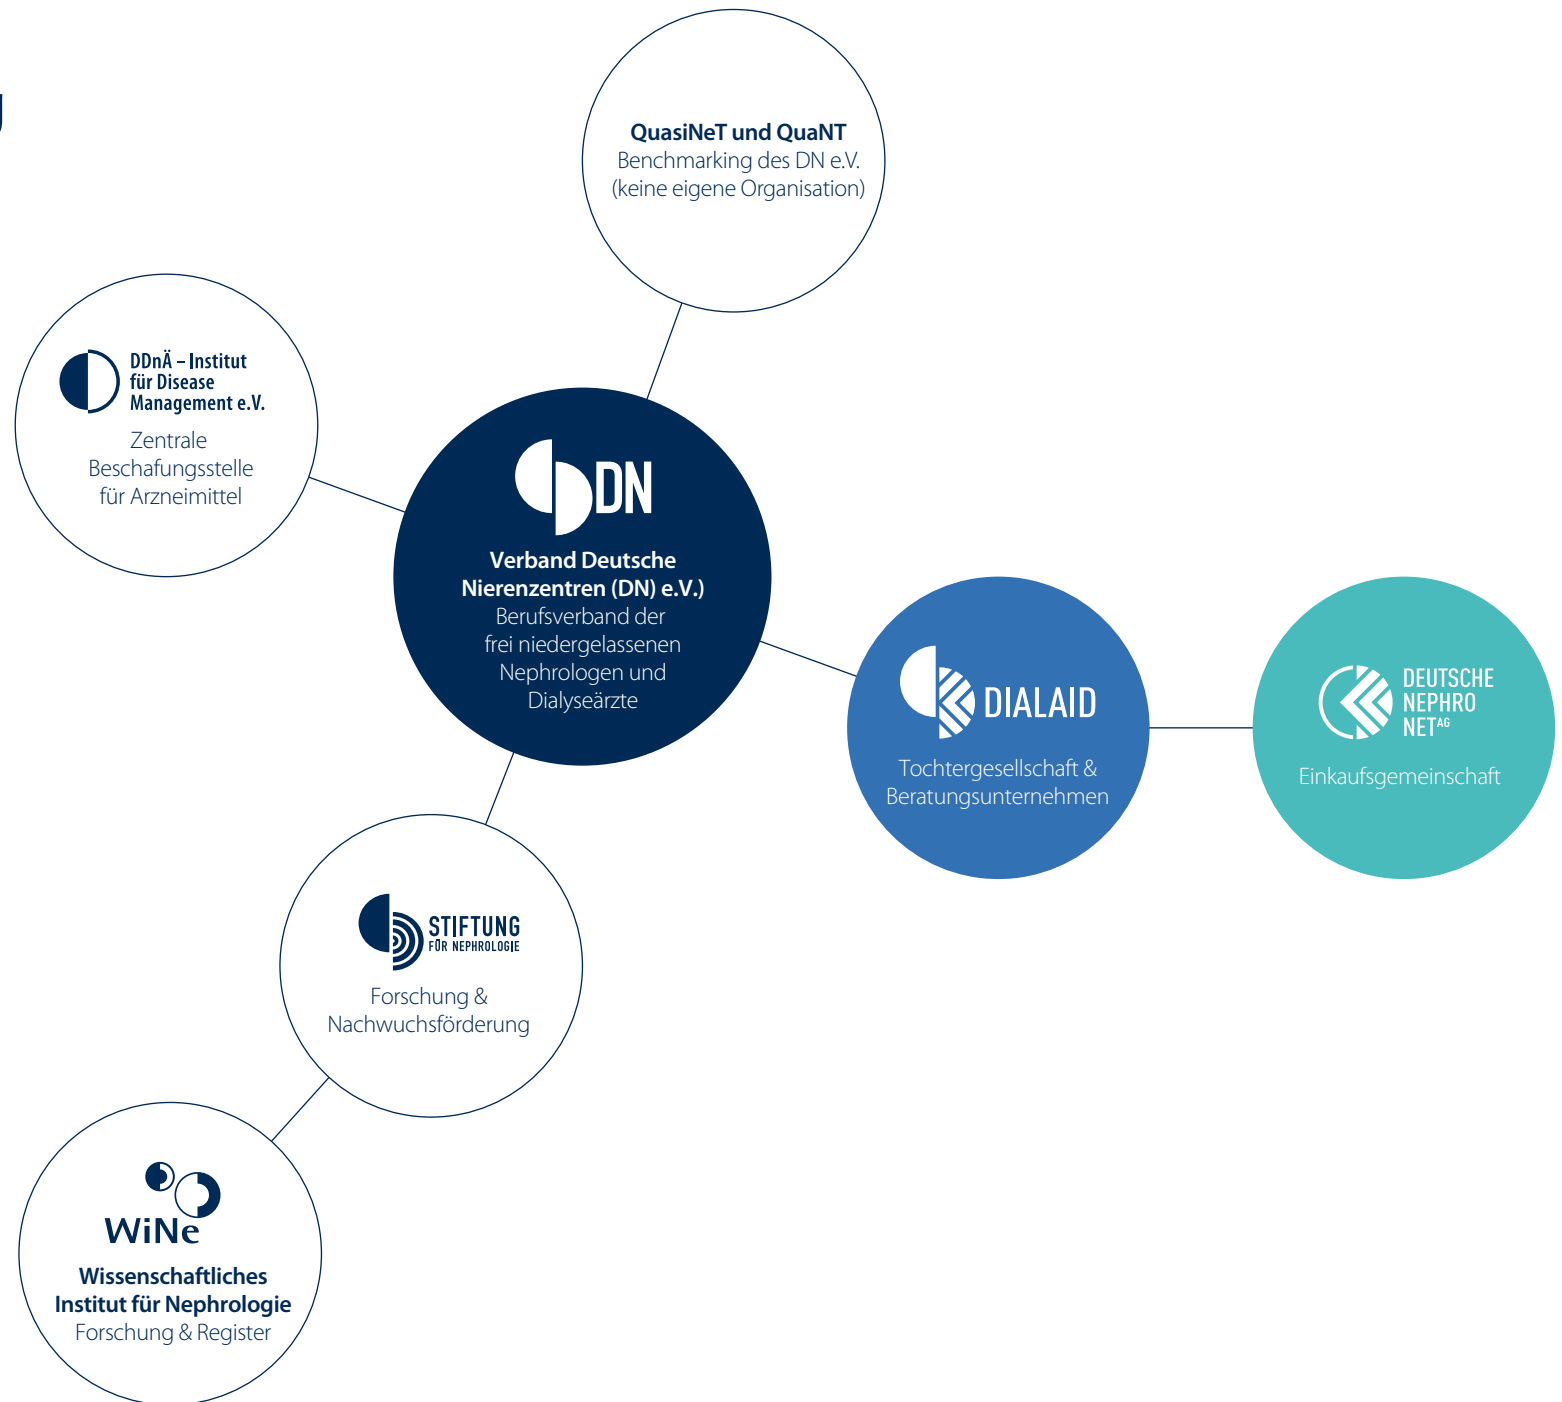 g
QuasiNeT und QuaNT
Benchmarking des DN e.V.
(keine eigene Organisation)
DDnÄ – Institut
für Disease
Management e.V.
Zentrale
Beschafungsstelle
für Arzneimittel
DN
Verband Deutsche
Nierenzentren (DN) e.V.)
Berufsverband der
frei niedergelassenen
Nephrologen und
Dialyseärzte
DIALAID
Tochtergesellschaft &
Beratungsunternehmen
DEUTSCHE
NEPHRO
NETAG
Einkaufsgemeinschaft
STIFTUNG
FÜR NEPHROLOGIE
Forschung &
Nachwuchsförderung
WiNe
Wissenschaftliches
Institut für Nephrologie
Forschung & Register